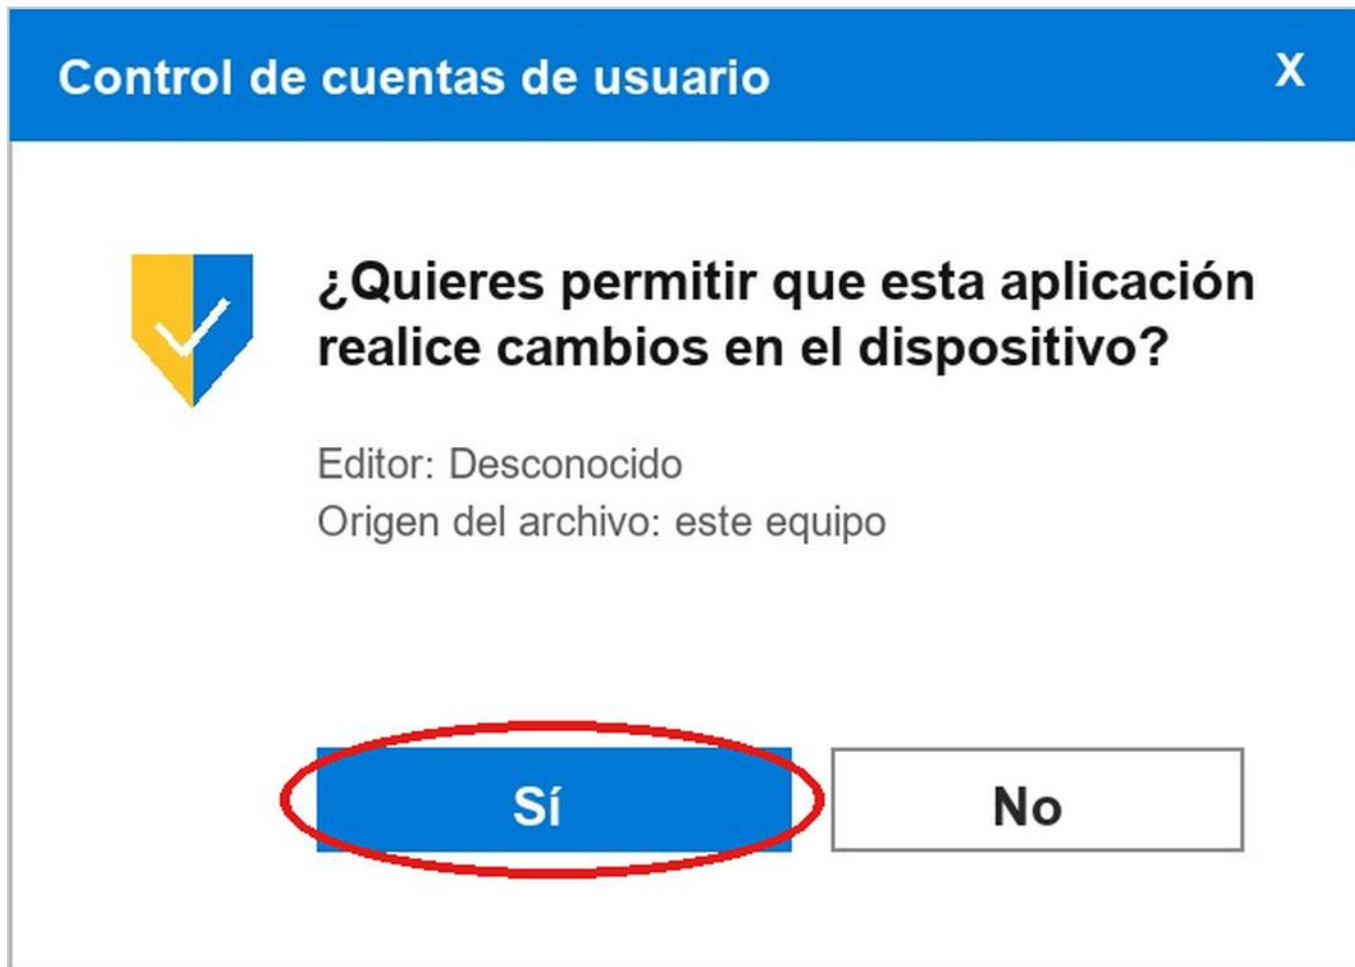 Control de cuentas de usuario
X
¿Quieres permitir que esta aplicación
realice cambios en el dispositivo?
Editor: Desconocido
Origen del archivo: este equipo
Sí
No